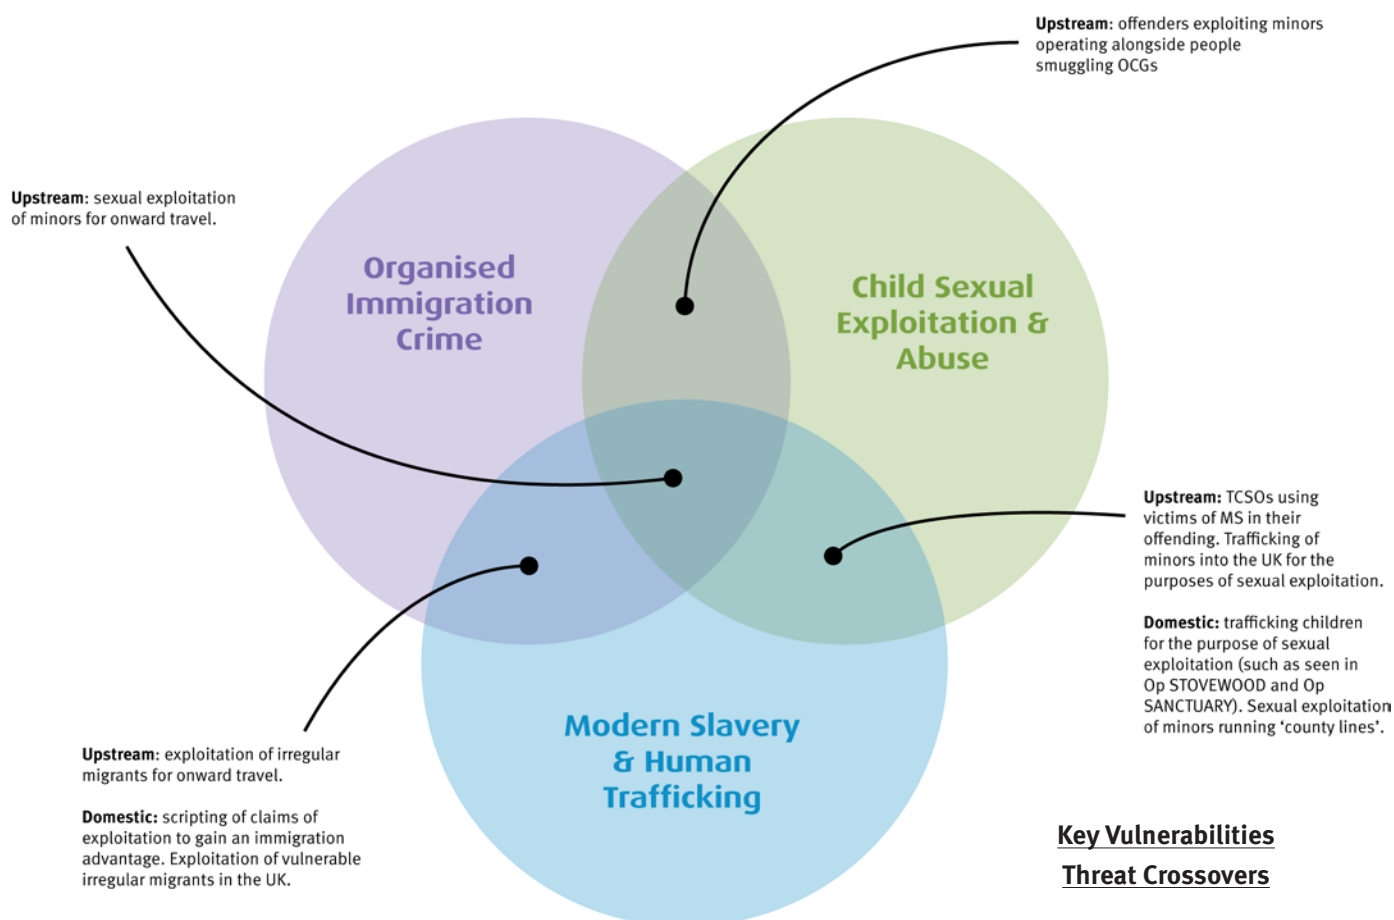 Upstream: offenders exploiting minors
operating alongside people
smuggling OCGs
Upstream: sexual exploitation
of minors for onward travel.
Organised
Immigration
Crime
Child Sexual
Exploitation &
Abuse
Upstream: TCSOs using
victims of MS in their
offending. Trafficking of
minors into the UK for the
purposes of sexual exploitation.
Domestic: trafficking children
for the purpose of sexual
exploitation (such as seen in
Op STOVEWOOD and Op
SANCTUARY). Sexual exploitation
of minors running ‘county lines’.
Modern Slavery
& Human
Trafficking
Upstream: exploitation of irregular
migrants for onward travel.
Domestic: scripting of claims of
exploitation to gain an immigration
advantage. Exploitation of vulnerable
irregular migrants in the UK.
Key Vulnerabilities
Threat Crossovers